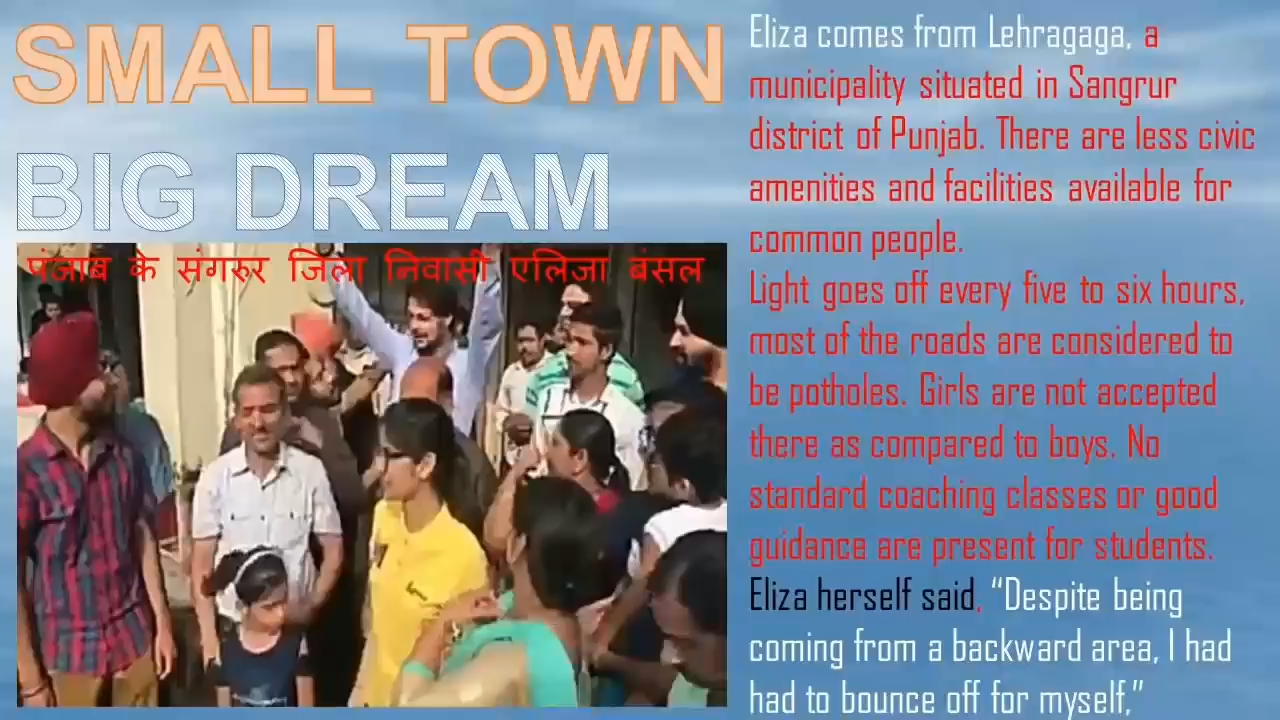 SMALL TOWN
BIG DREAM
पंजाब के संगरुर जिला निवासी एलिजा बंसल
Eliza comes from Lehragaga, a
municipality situated in Sangrur
district of Punjab. There are less civic
amenities and facilities available for
common people.
Light goes off every five to six hours,
most of the roads are considered to
be potholes. Girls are not accepted
there as compared to boys. No
standard coaching classes or good
guidance are present for students.
Eliza herself said, “Despite being
coming from a backward area, I had
had to bounce off for myself,”